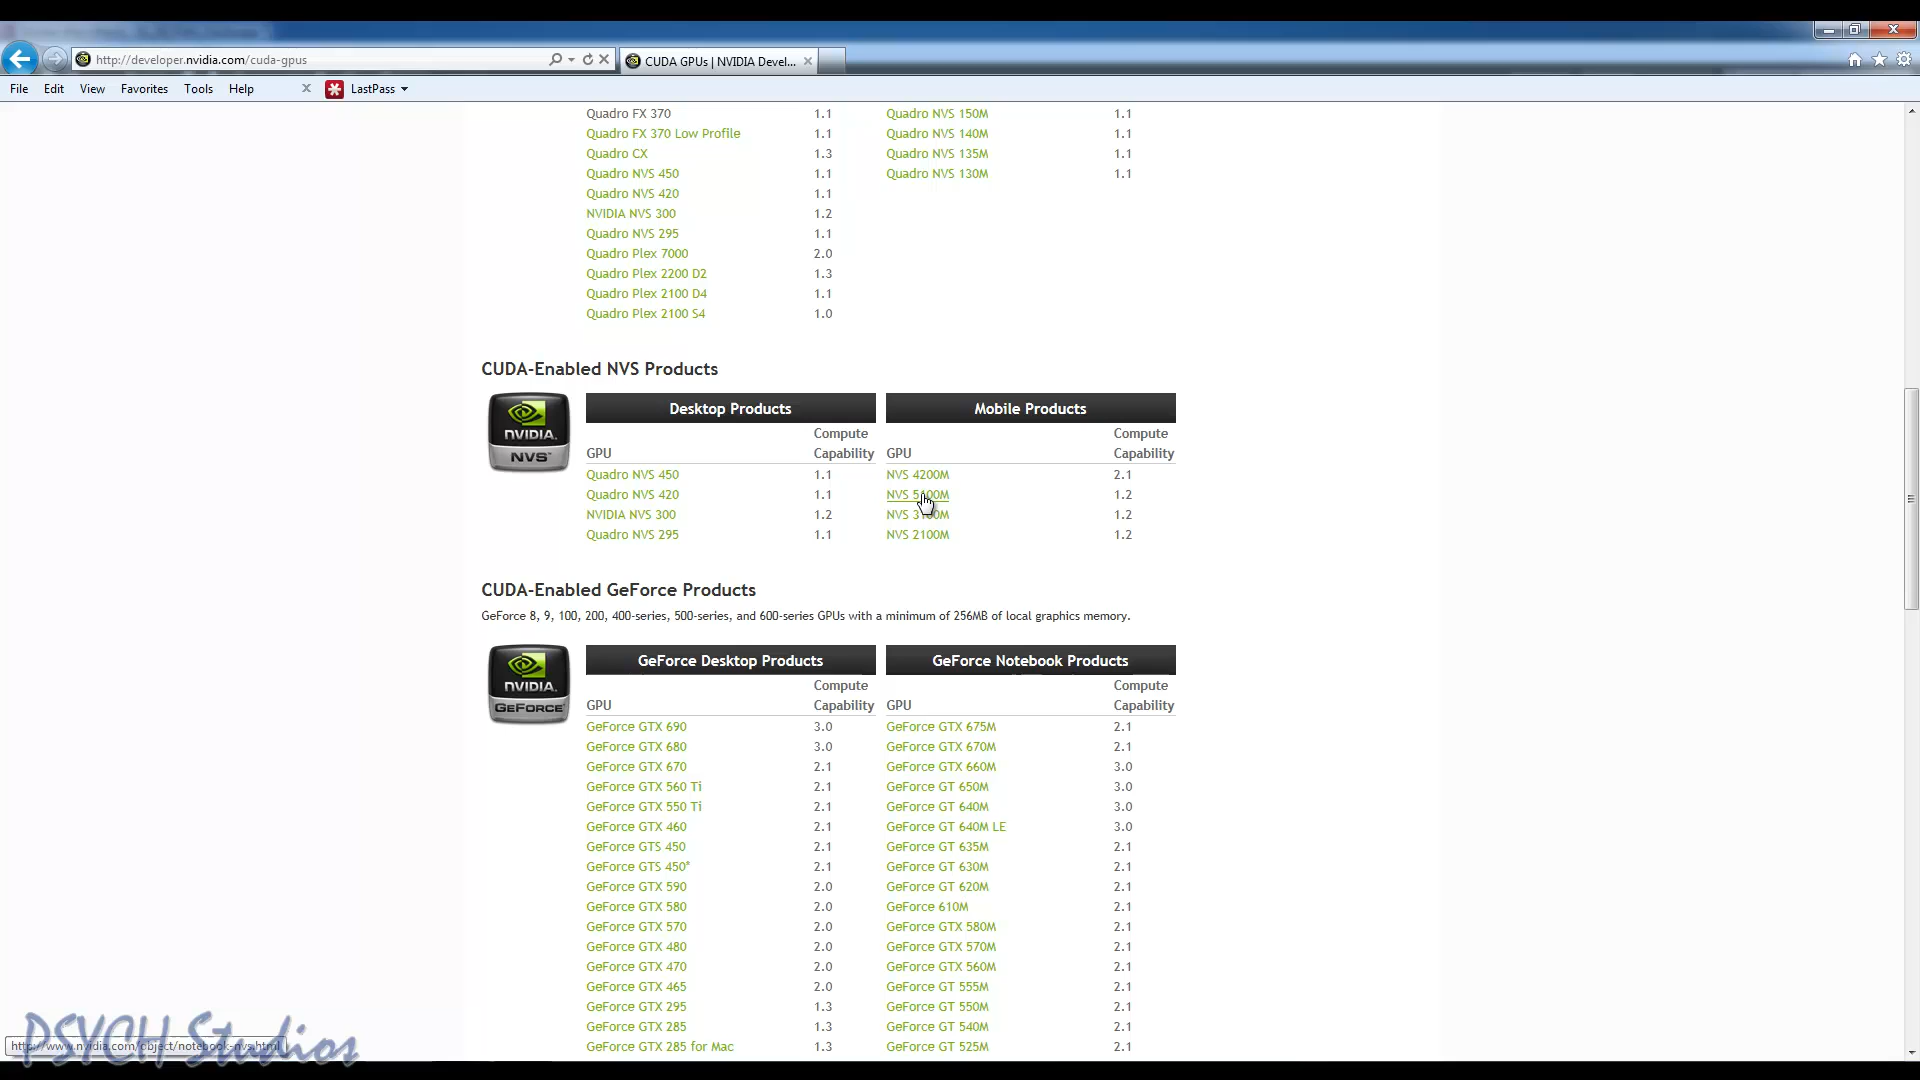 http://developer.nvidia.com/cuda-gpus
CUDA GPUs | NVIDIA Devel...
File Edit View Favorites Tools Help
LastPass
Quadro FX 370 1.1 Quadro NVS 150M 1.1
Quadro FX 370 Low Profile 1.1 Quadro NVS 140M 1.1
Quadro CX 1.3 Quadro NVS 135M 1.1
Quadro NVS 450 1.1 Quadro NVS 130M 1.1
Quadro NVS 420 1.1
NVIDIA NVS 300 1.2
Quadro NVS 295 1.1
Quadro Plex 7000 2.0
Quadro Plex 2200 D2 1.3
Quadro Plex 2100 D4 1.1
Quadro Plex 2100 S4 1.0
CUDA-Enabled NVS Products
NVIDIA.
NVS™
Desktop Products Mobile Products
GPU Compute Capability GPU Compute Capability
Quadro NVS 450 1.1 NVS 4200M 2.1
Quadro NVS 420 1.1 NVS 5100M 1.2
NVIDIA NVS 300 1.2 NVS 3100M 1.2
Quadro NVS 295 1.1 NVS 2100M 1.2
CUDA-Enabled GeForce Products
GeForce 8, 9, 100, 200, 400-series, 500-series, and 600-series GPUs with a minimum of 256MB of local graphics memory.
NVIDIA.
GEFORCE
GeForce Desktop Products GeForce Notebook Products
GPU Compute Capability GPU Compute Capability
GeForce GTX 690 3.0 GeForce GTX 675M 2.1
GeForce GTX 680 3.0 GeForce GTX 670M 2.1
GeForce GTX 670 2.1 GeForce GTX 660M 3.0
GeForce GTX 560 Ti 2.1 GeForce GT 650M 3.0
GeForce GTX 550 Ti 2.1 GeForce GT 640M 3.0
GeForce GTX 460 2.1 GeForce GT 640M LE 3.0
GeForce GTS 450 2.1 GeForce GT 635M 2.1
GeForce GTS 450* 2.1 GeForce GT 630M 2.1
GeForce GTX 590 2.0 GeForce GT 620M 2.1
GeForce GTX 580 2.0 GeForce 610M 2.1
GeForce GTX 570 2.0 GeForce GTX 580M 2.1
GeForce GTX 480 2.0 GeForce GTX 570M 2.1
GeForce GTX 470 2.0 GeForce GTX 560M 2.1
GeForce GTX 465 2.0 GeForce GT 555M 2.1
GeForce GTX 295 1.3 GeForce GT 550M 2.1
GeForce GTX 285 1.3 GeForce GT 540M 2.1
GeForce GTX 285 for Mac 1.3 GeForce GT 525M 2.1
PSYCH Studios
http://www.nvidia.com/object/notebook-nvs.html